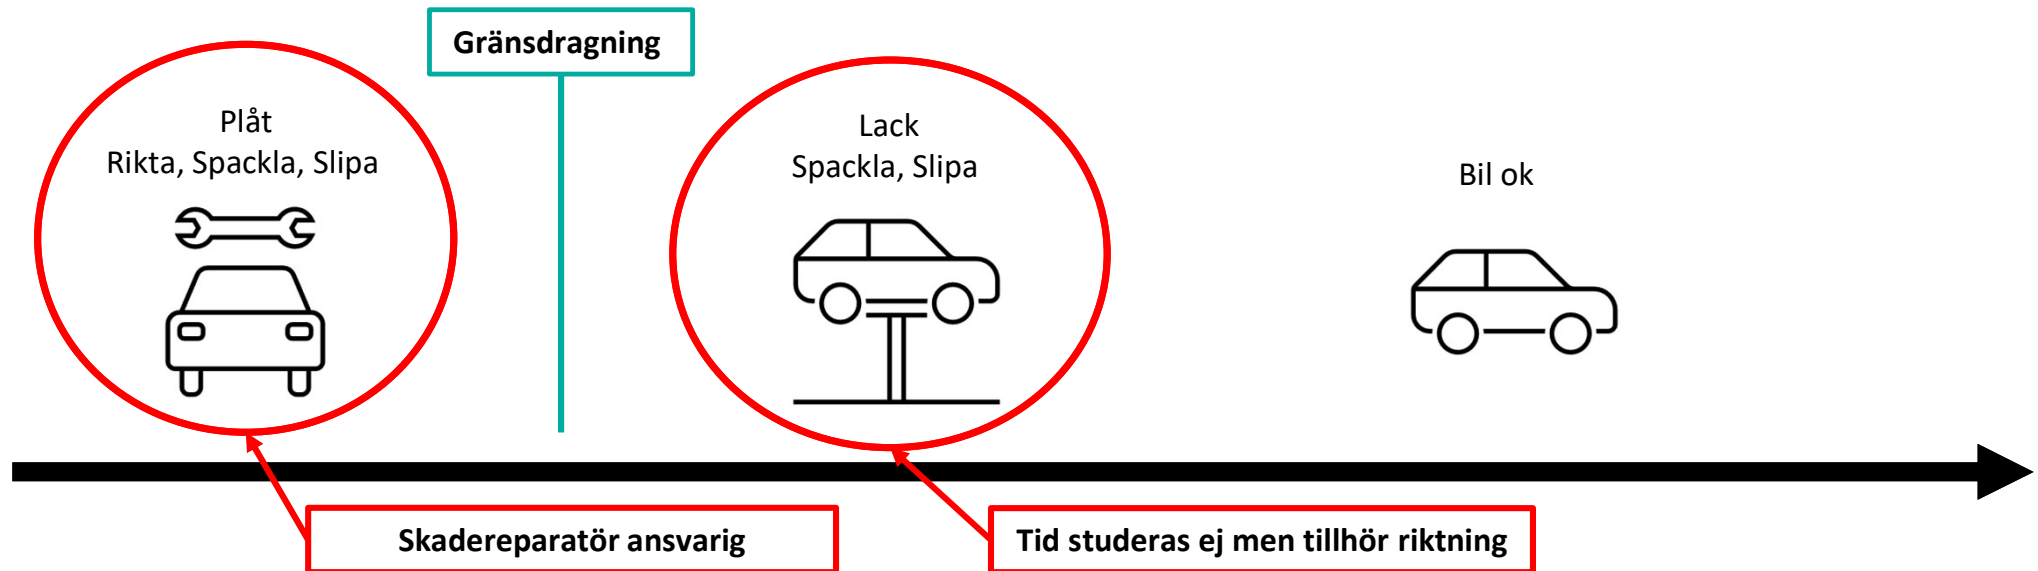 Gränsdragning
Plåt
Rikta, Spackla, Slipa
Lack
Spackla, Slipa
Bil ok
Skadereparatör ansvarig
Tid studeras ej men tillhör riktning